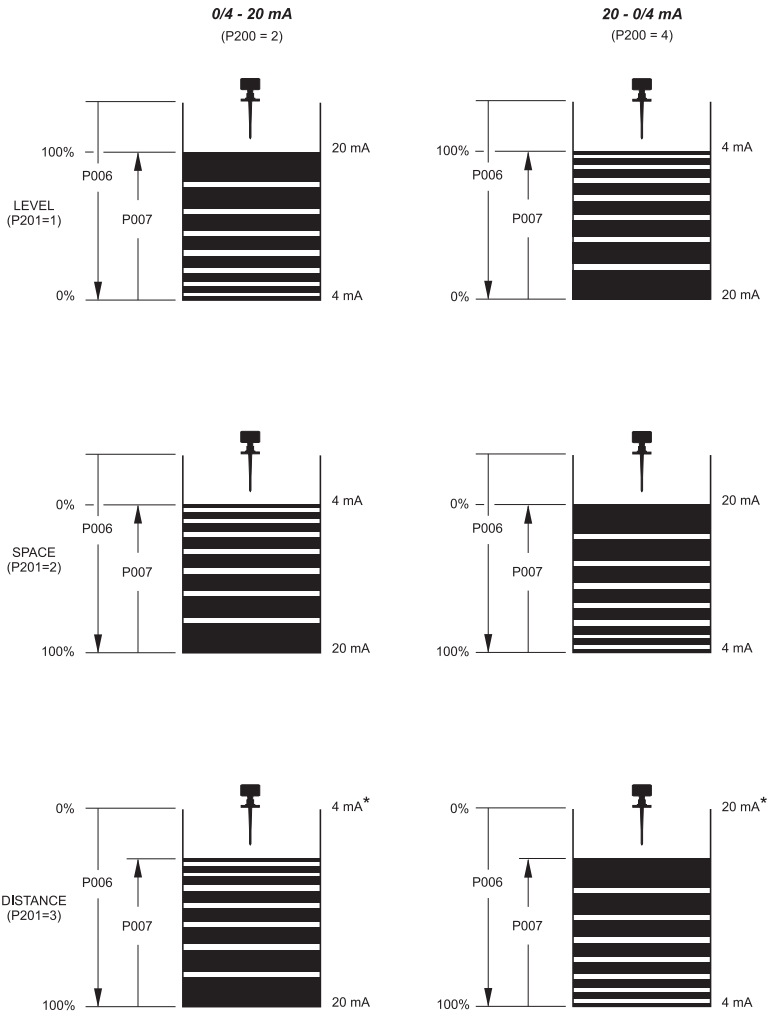 0/4 - 20 mA
(P200 = 2)
20 - 0/4 mA
(P200 = 4)
LEVEL
(P201=1)
100%
P006
P007
0%
20 mA
4 mA
100%
P006
P007
0%
4 mA
20 mA
SPACE
(P201=2)
0%
P006
P007
100%
4 mA
20 mA
0%
P006
P007
100%
20 mA
4 mA
DISTANCE
(P201=3)
0%
P006
P007
100%
4 mA*
20 mA
0%
P006
P007
100%
20 mA*
4 mA